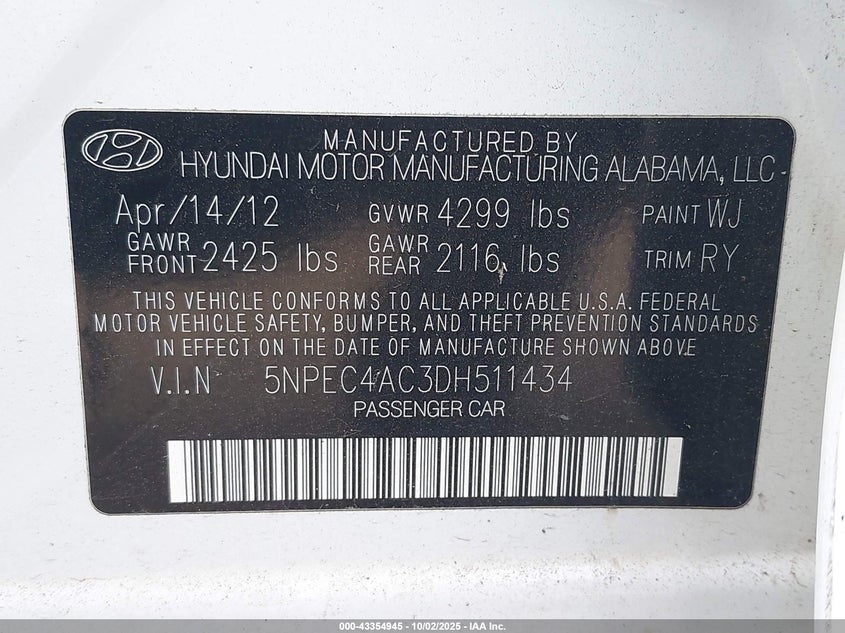 MANUFACTURED BY
HYUNDAI MOTOR MANUFACTURING ALABAMA, LLC
Apr/14/12 GVWR 4299 lbs PAINT WJ
GAWR FRONT 2425 lbs GAWR REAR 2116 lbs TRIM RY
THIS VEHICLE CONFORMS TO ALL APPLICABLE U.S.A. FEDERAL
MOTOR VEHICLE SAFETY, BUMPER, AND THEFT PREVENTION STANDARDS
IN EFFECT ON THE DATE OF MANUFACTURE SHOWN ABOVE
V.I.N 5NPEC4AC3DH511434
PASSENGER CAR
000-43354945 - 10/02/2025 - IAA Inc.